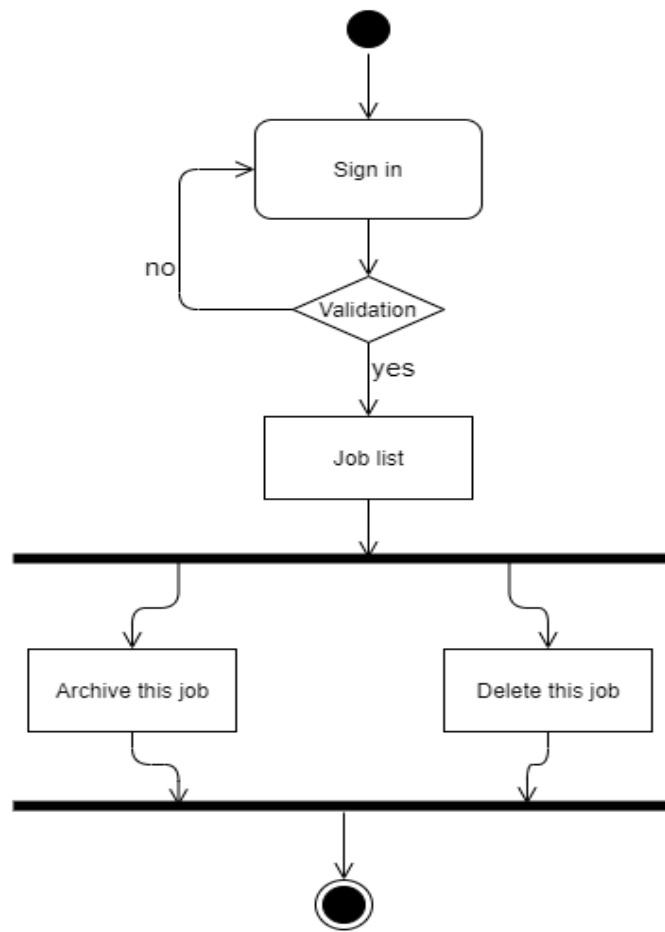 Sign in
no
Validation
yes
Job list
Archive this job
Delete this job